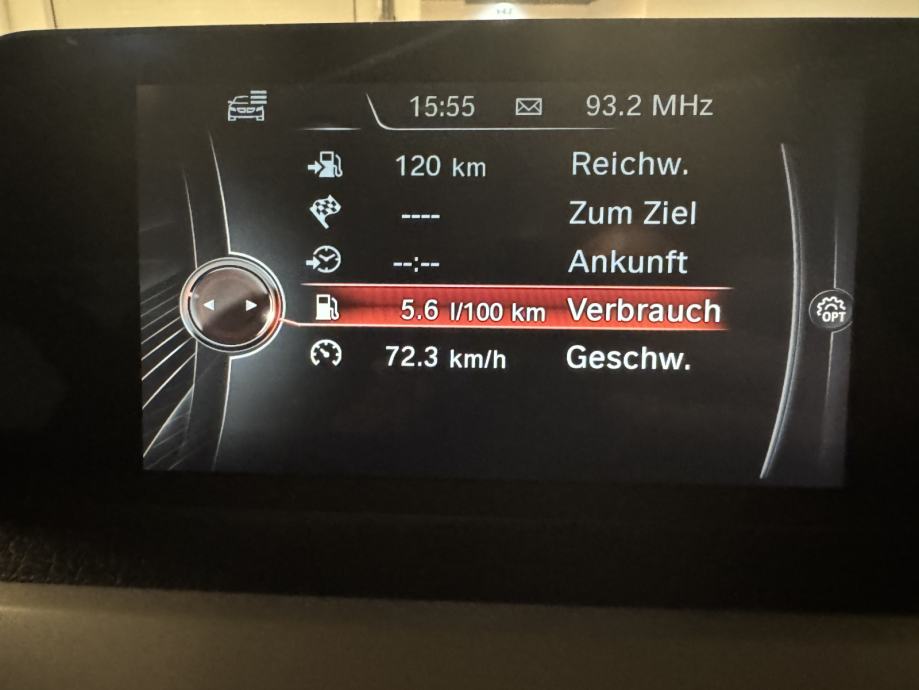 15:55 93.2 MHz
120 km Reichw.
---- Zum Ziel
--:-- Ankunft
5.6 l/100 km Verbrauch
OPT
72.3 km/h Geschw.